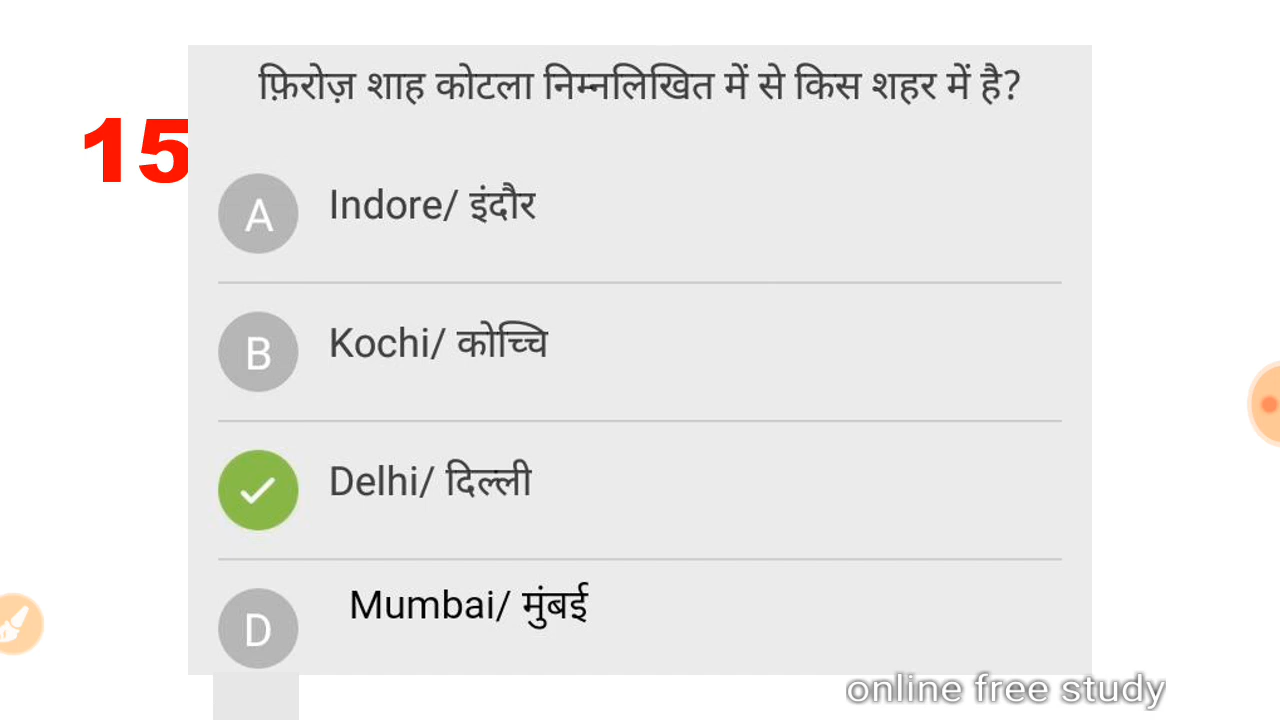 फ़िरोज़ शाह कोटला निम्नलिखित में से किस शहर में है?
15
A Indore/ इंदौर
B Kochi/ कोच्चि
Delhi/ दिल्ली
D Mumbai/ मुंबई
online free study